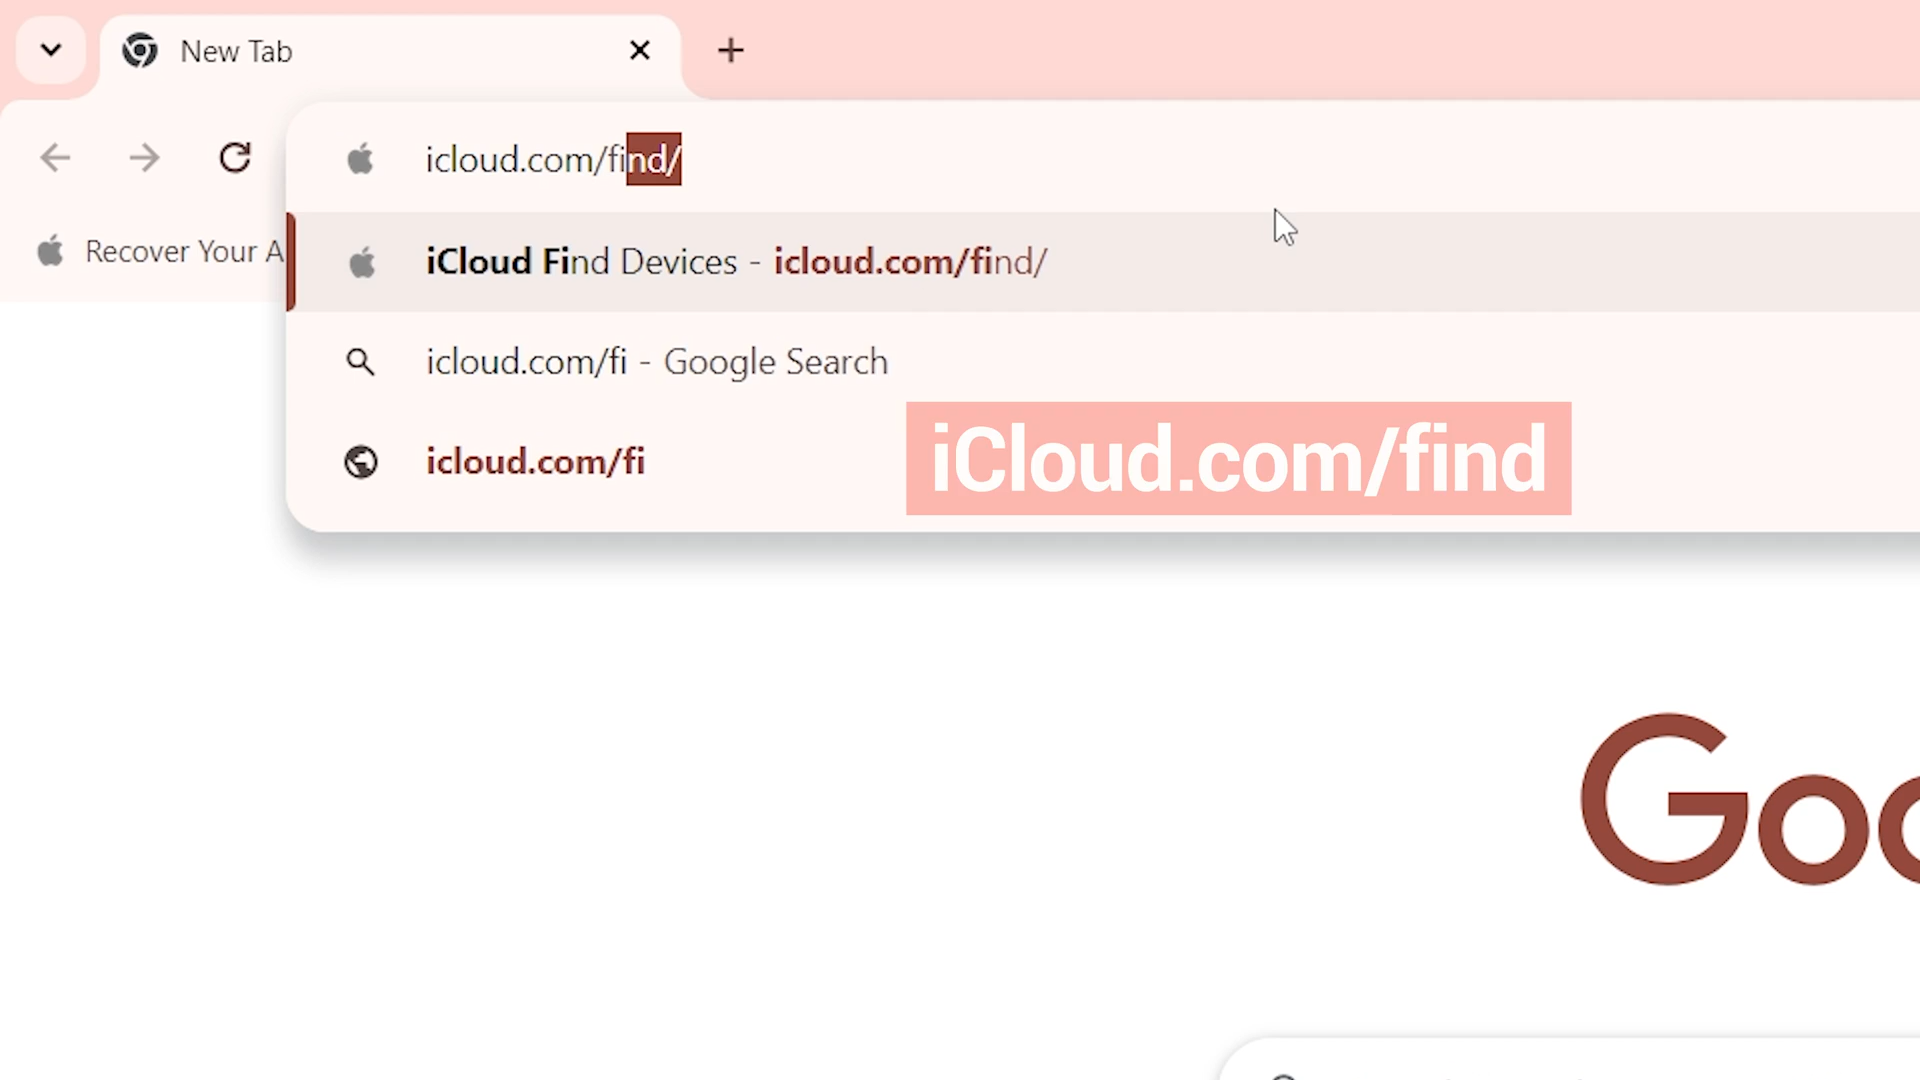 New Tab
icloud.com/find/
Recover Your A
iCloud Find Devices - icloud.com/find/
icloud.com/fi - Google Search
icloud.com/fi
iCloud.com/find
Goo